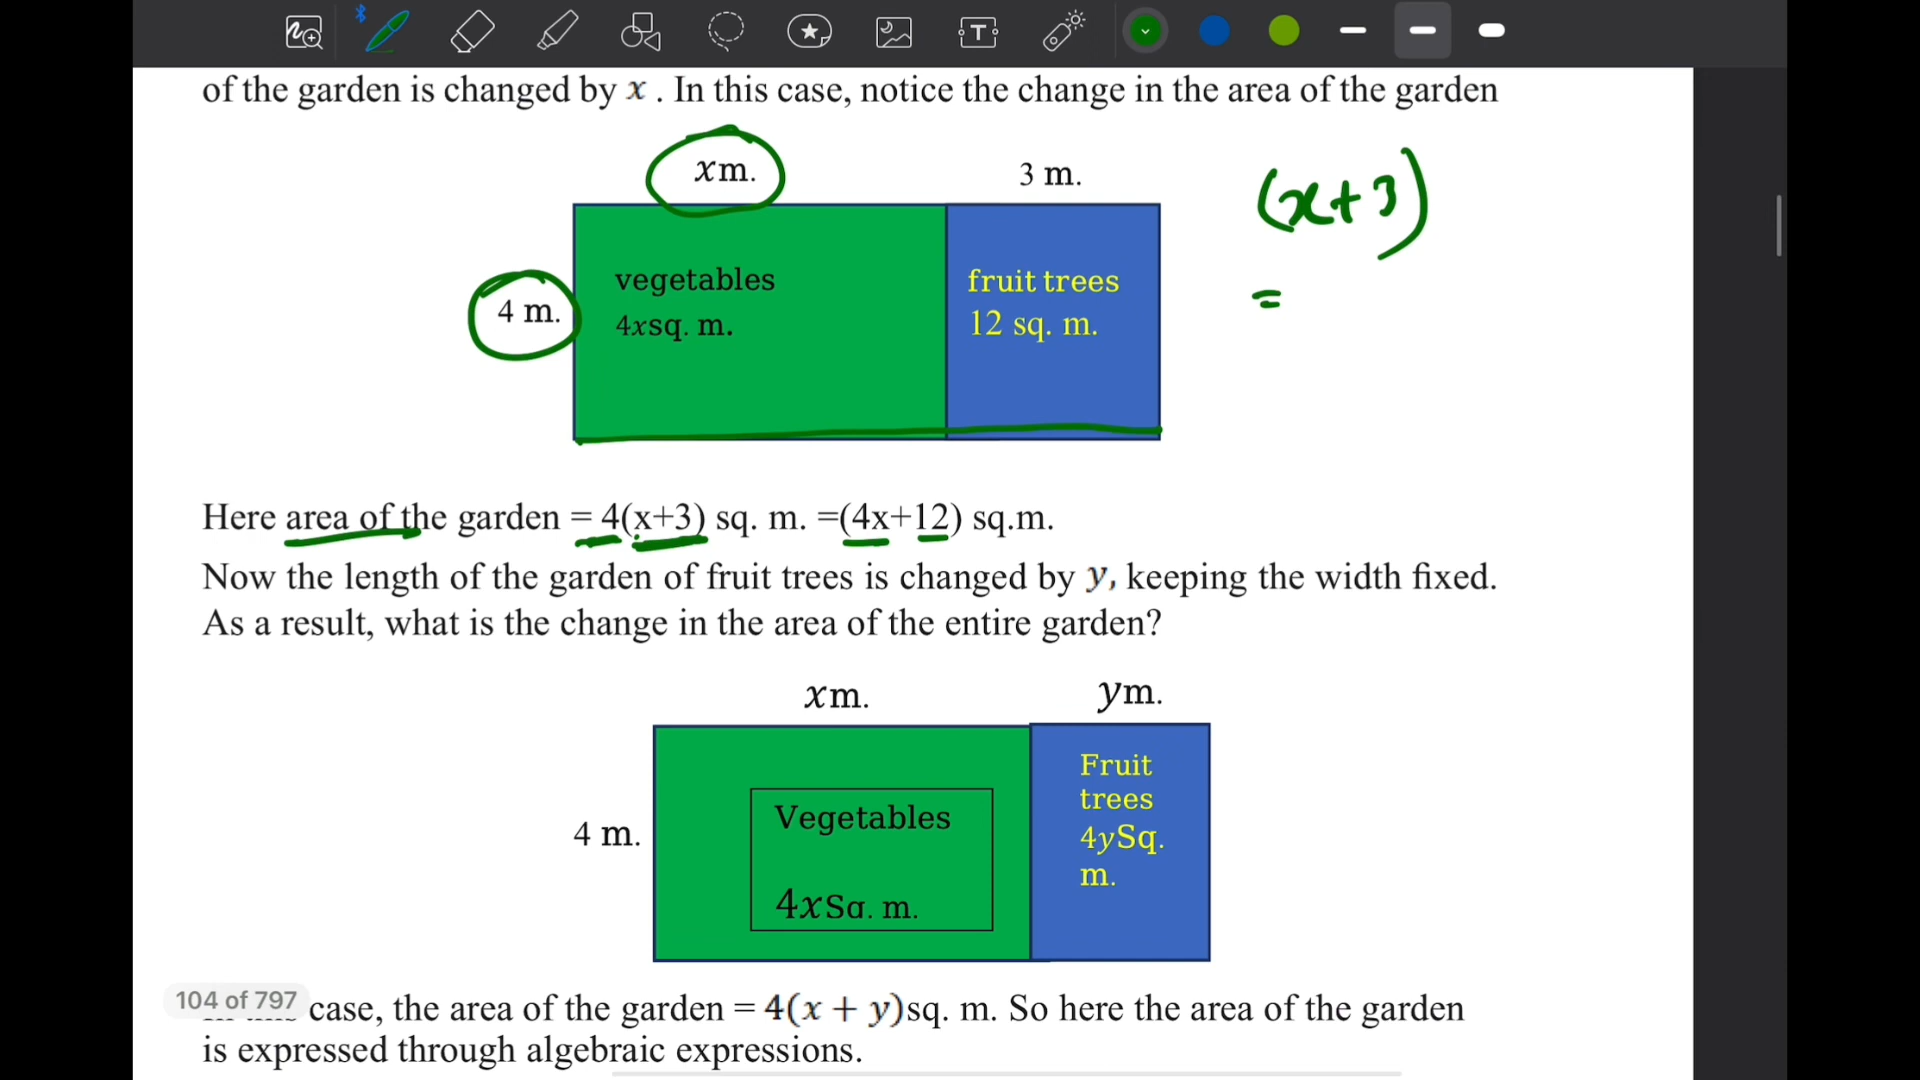 of the garden is changed by x . In this case, notice the change in the area of the garden
xm.
3 m.
(x+3)
4 m.
vegetables
4xsq. m.
fruit trees
12 sq. m.
=
Here area of the garden = 4(x+3) sq. m. =(4x+12) sq.m.
Now the length of the garden of fruit trees is changed by y, keeping the width fixed.
As a result, what is the change in the area of the entire garden?
xm.
ym.
4 m.
Vegetables
4xSq. m.
Fruit
trees
4ySq.
m.
104 of 797
case, the area of the garden = 4(x + y)sq. m. So here the area of the garden
is expressed through algebraic expressions.